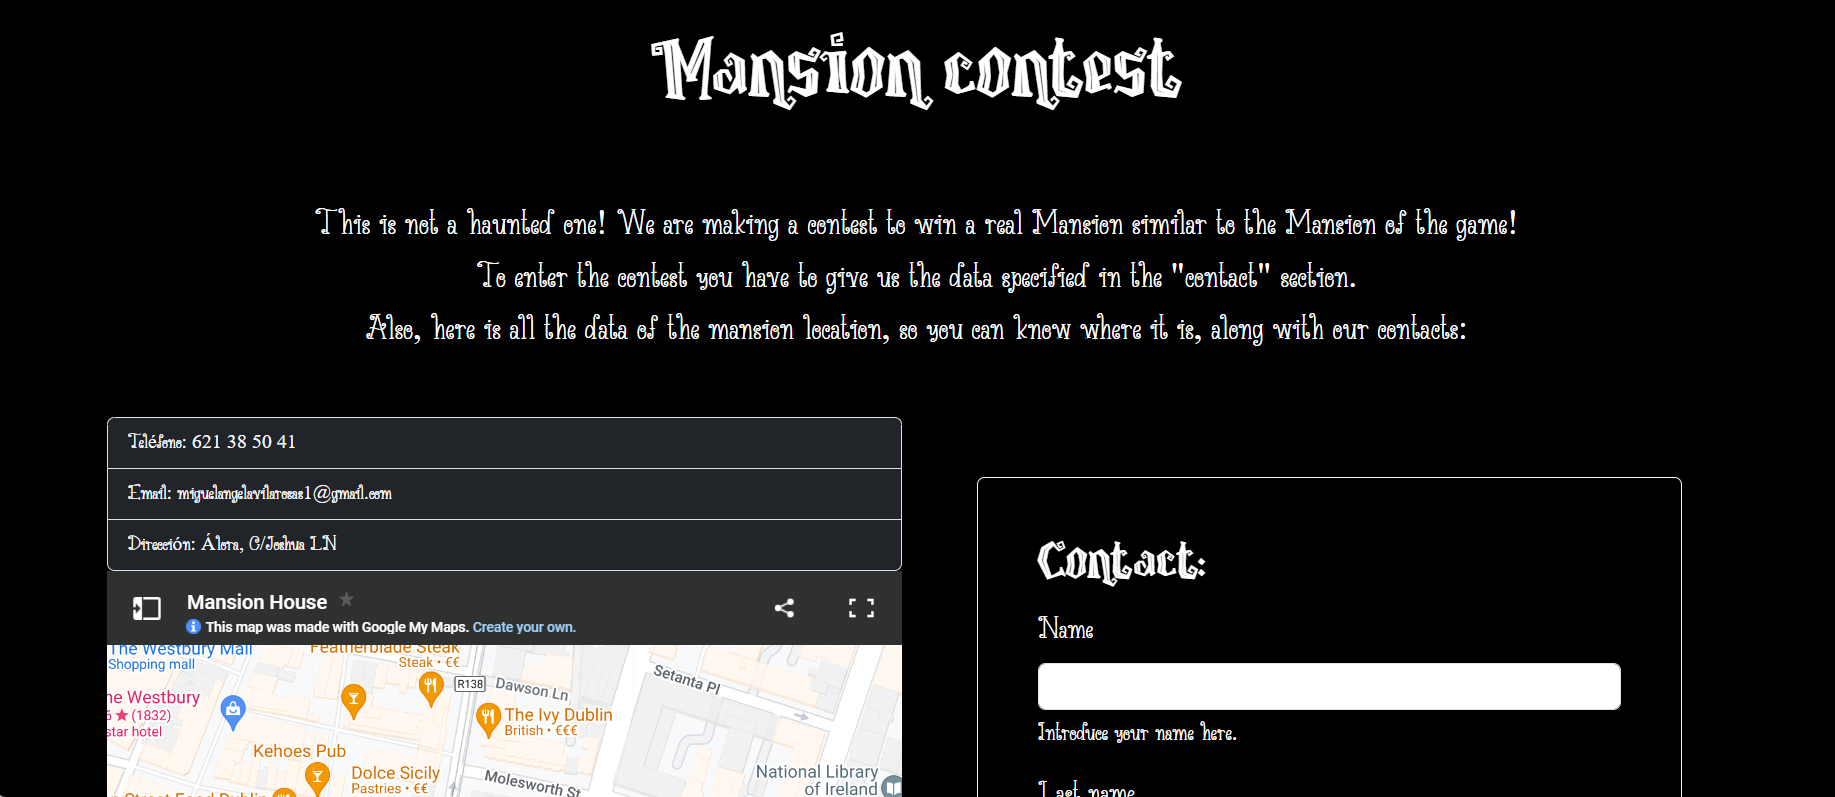 Mansion contest
This is not a haunted one! We are making a contest to win a real Mansion similar to the Mansion of the game!
To enter the contest you have to give us the data specified in the "contact" section.
Also, here is all the data of the mansion location, so you can know where it is, along with our contacts:
Teléfono: 621 38 50 41
Email: miguelangelavilarosas1@gmail.com
Dirección: Álora, C/Joshua LN
Mansion House
This map was made with Google My Maps. Create your own.
The Westbury Mall
Shopping mall
Featherblade Steak
Steak • €€
R138
Dawson Ln
Setanta Pl
he Westbury
6 ★ (1832)
star hotel
The Ivy Dublin
British • €€€
Kehoes Pub
Dolce Sicily
Pastries • €€
Molesworth St
National Library
of Ireland
Street Food Dublin
Contact:
Name
Introduce your name here.
Last name